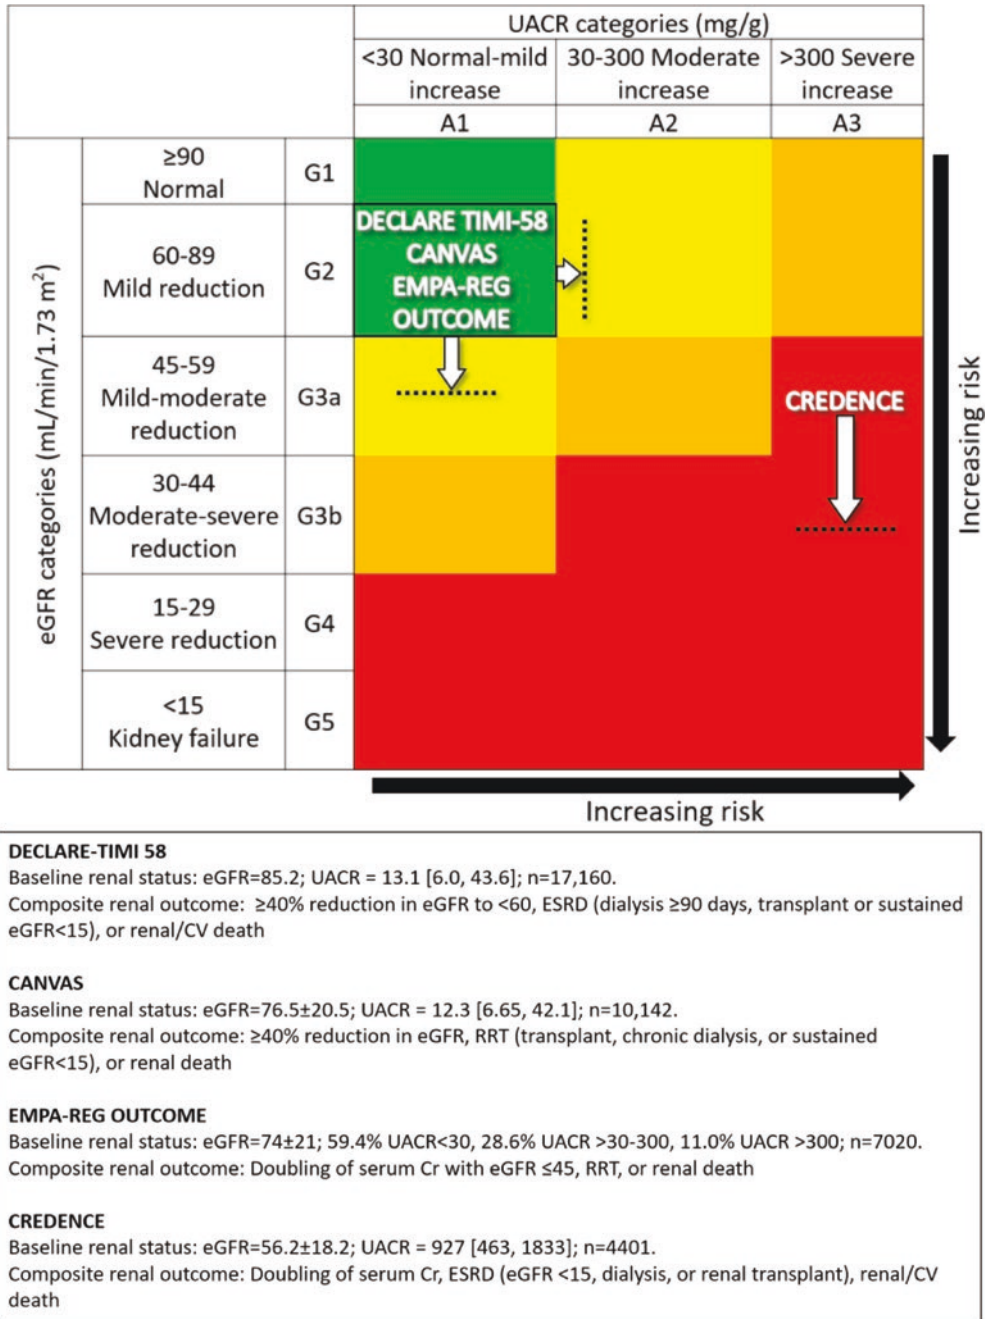 UACR categories (mg/g)
<30 Normal-mild increase
30-300 Moderate increase
>300 Severe increase
A1
A2
A3
eGFR categories (mL/min/1.73 m²)
≥90
Normal
G1
60-89
Mild reduction
G2
45-59
Mild-moderate
reduction
G3a
30-44
Moderate-severe
reduction
G3b
15-29
Severe reduction
G4
<15
Kidney failure
G5
DECLARE TIMI-58
CANVAS
EMPA-REG
OUTCOME
CREDENCE
Increasing risk
Increasing risk
DECLARE-TIMI 58
Baseline renal status: eGFR=85.2; UACR = 13.1 [6.0, 43.6]; n=17,160.
Composite renal outcome: ≥40% reduction in eGFR to <60, ESRD (dialysis ≥90 days, transplant or sustained
eGFR<15), or renal/CV death
CANVAS
Baseline renal status: eGFR=76.5±20.5; UACR = 12.3 [6.65, 42.1]; n=10,142.
Composite renal outcome: ≥40% reduction in eGFR, RRT (transplant, chronic dialysis, or sustained
eGFR<15), or renal death
EMPA-REG OUTCOME
Baseline renal status: eGFR=74±21; 59.4% UACR<30, 28.6% UACR >30-300, 11.0% UACR >300; n=7020.
Composite renal outcome: Doubling of serum Cr with eGFR ≤45, RRT, or renal death
CREDENCE
Baseline renal status: eGFR=56.2±18.2; UACR = 927 [463, 1833]; n=4401.
Composite renal outcome: Doubling of serum Cr, ESRD (eGFR <15, dialysis, or renal transplant), renal/CV
death